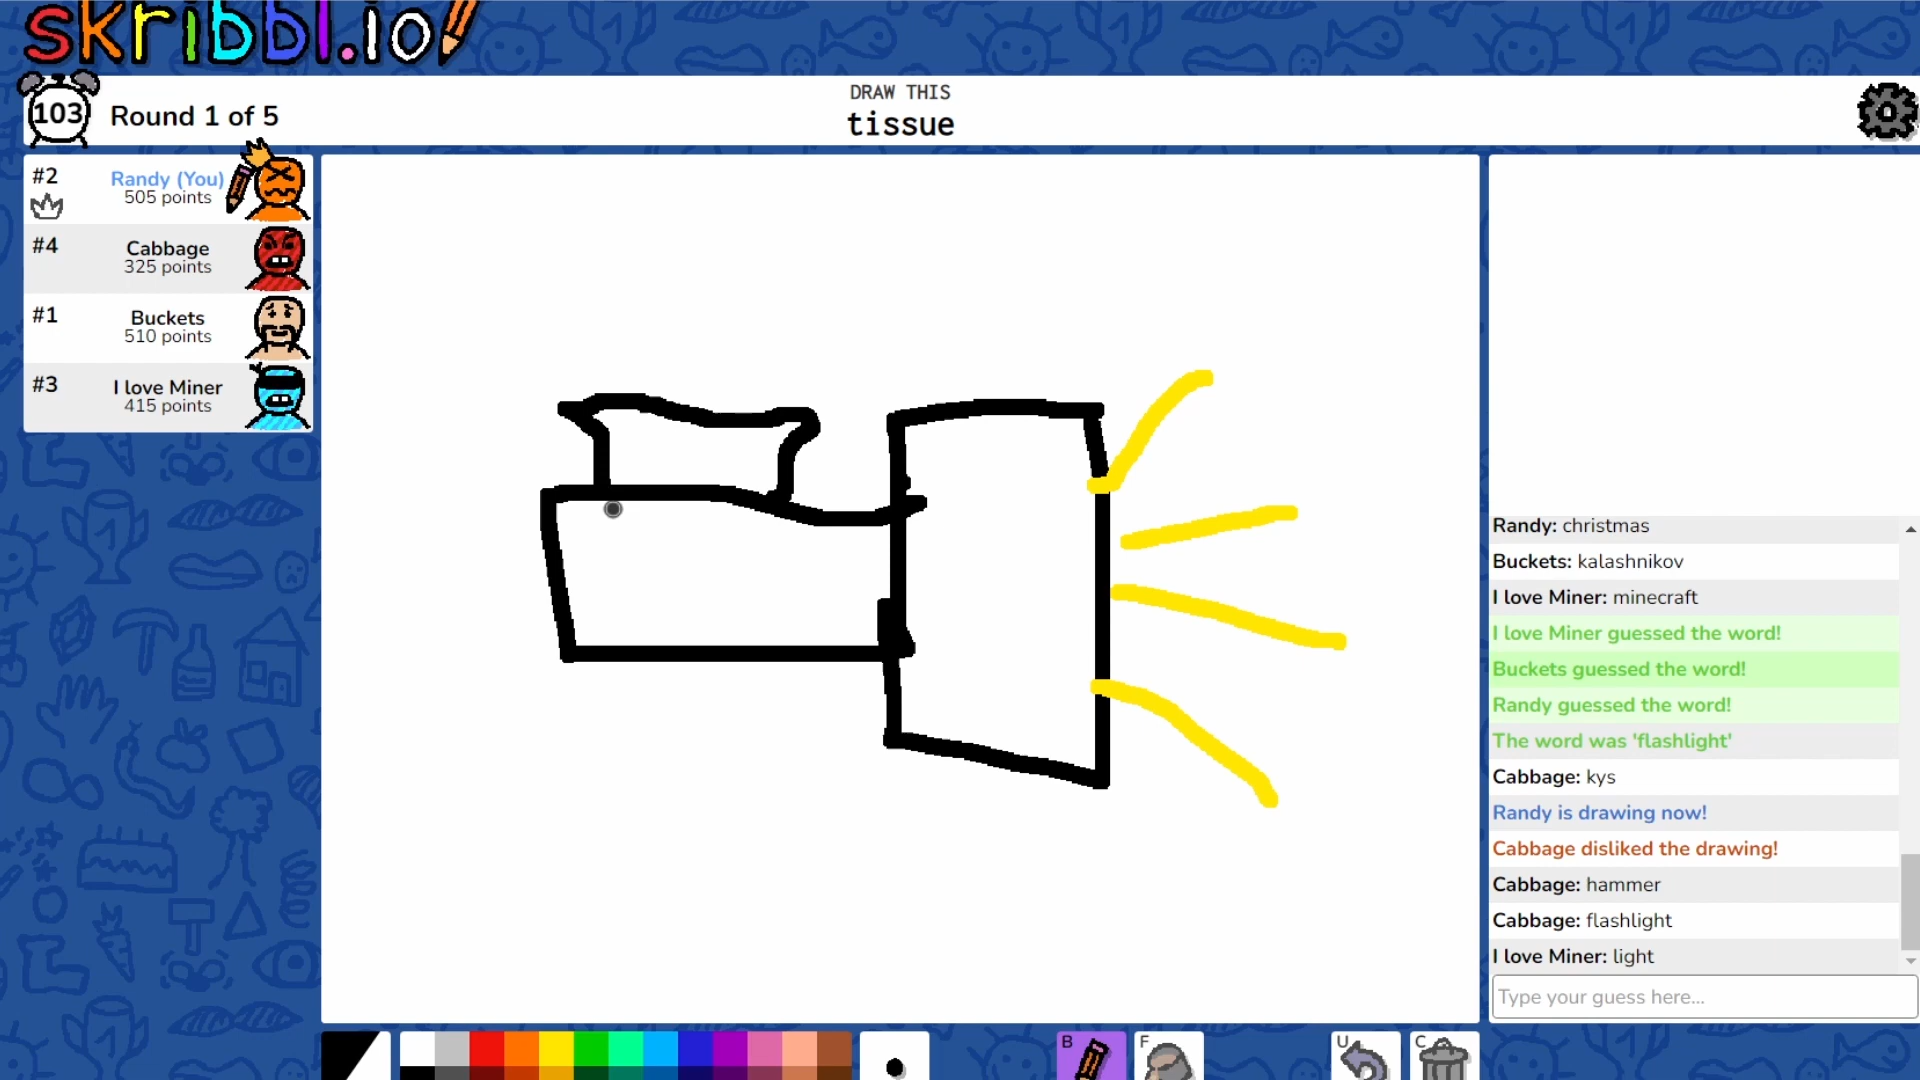 skribbl.io
103
Round 1 of 5
DRAW THIS
tissue
#2
Randy (You)
505 points
#4
Cabbage
325 points
#1
Buckets
510 points
#3
I love Miner
415 points
Randy: christmas
Buckets: kalashnikov
I love Miner: minecraft
I love Miner guessed the word!
Buckets guessed the word!
Randy guessed the word!
The word was 'flashlight'
Cabbage: kys
Randy is drawing now!
Cabbage disliked the drawing!
Cabbage: hammer
Cabbage: flashlight
I love Miner: light
Type your guess here...
B
F
U
C